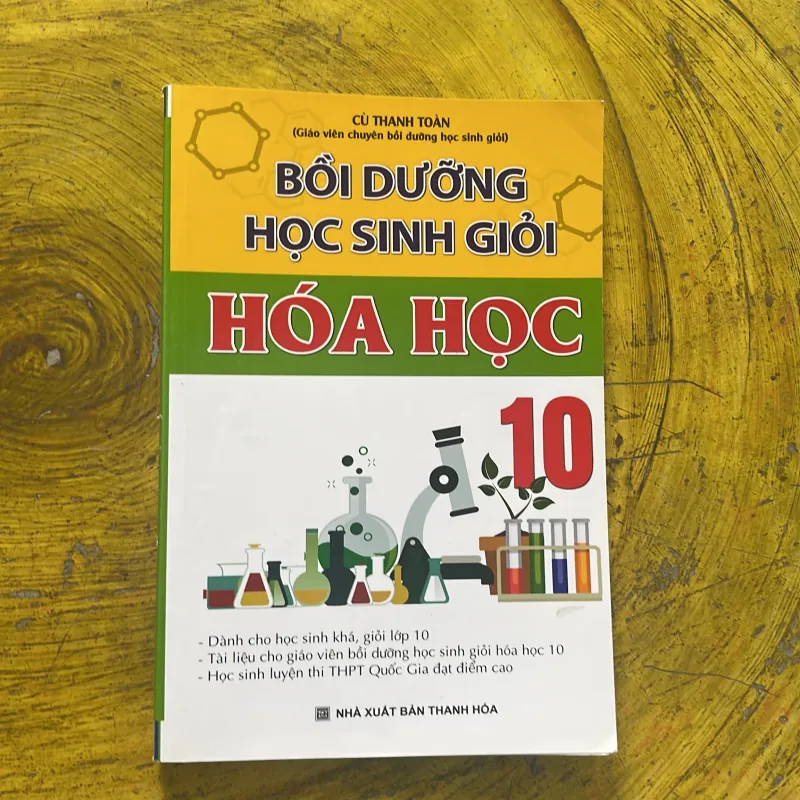 CÙ THANH TOÀN
(Giáo viên chuyên bồi dưỡng học sinh giỏi)
BỒI DƯỠNG
HỌC SINH GIỎI
HÓA HỌC
10
- Dành cho học sinh khá, giỏi lớp 10
- Tài liệu cho giáo viên bồi dưỡng học sinh giỏi hóa học 10
- Học sinh luyện thi THPT Quốc Gia đạt điểm cao
NHÀ XUẤT BẢN THANH HÓA